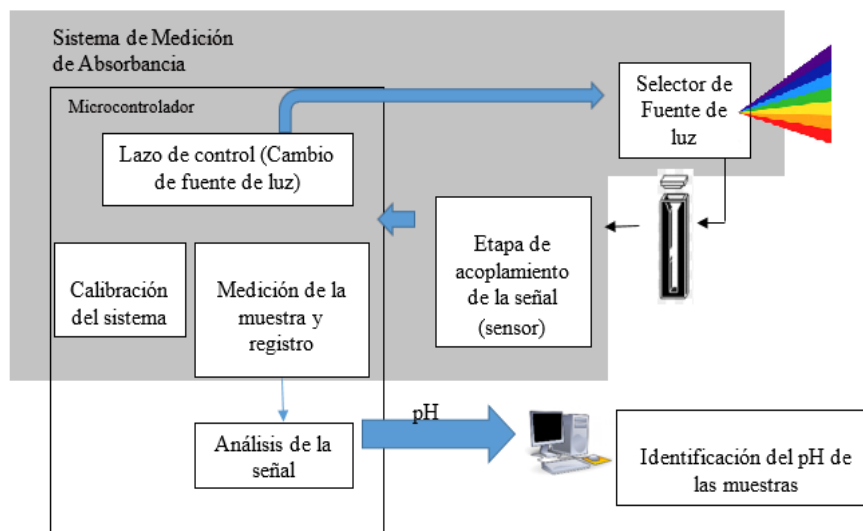 Sistema de Medición
de Absorbancia
Microcontrolador
Lazo de control (Cambio
de fuente de luz)
Selector de
Fuente de
luz
Etapa de
acoplamiento
de la señal
(sensor)
Calibración
del sistema
Medición de la
muestra y
registro
Análisis de la
señal
pH
Identificación del pH de
las muestras